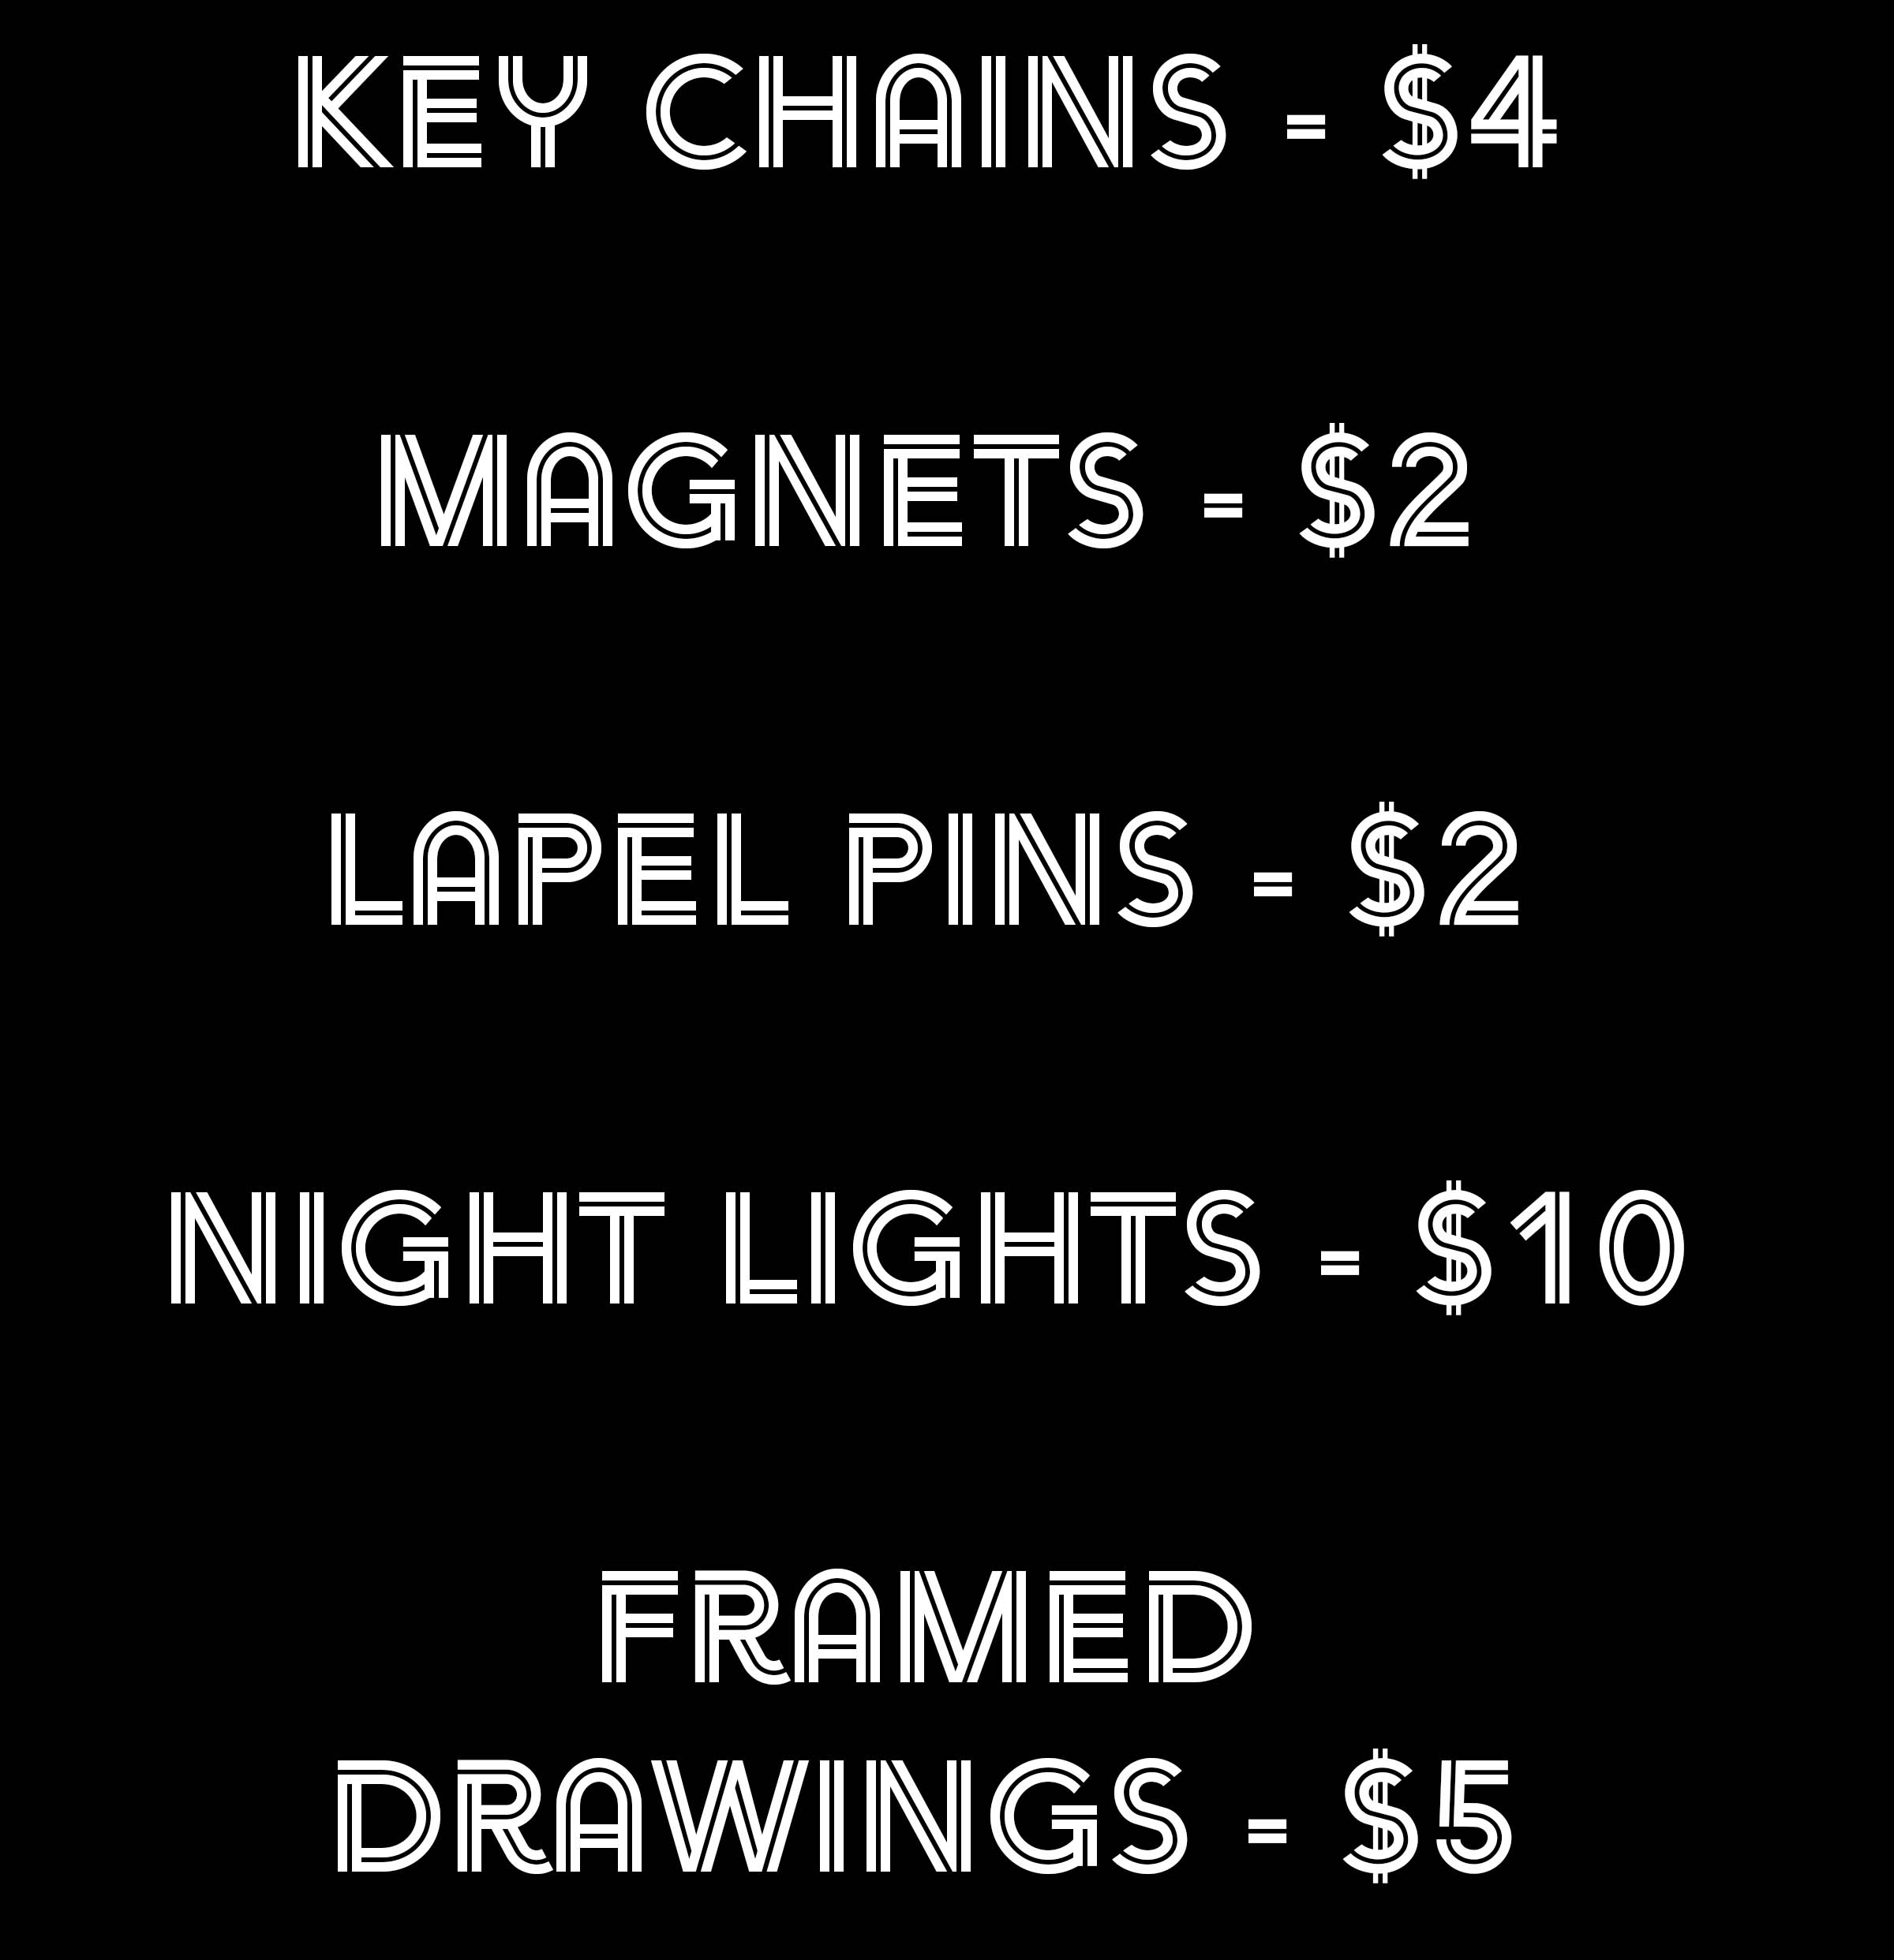 KEY CHAINS = $4
MAGNETS = $2
LAPEL PINS = $2
NIGHT LIGHTS = $10
FRAMED
DRAWINGS = $5